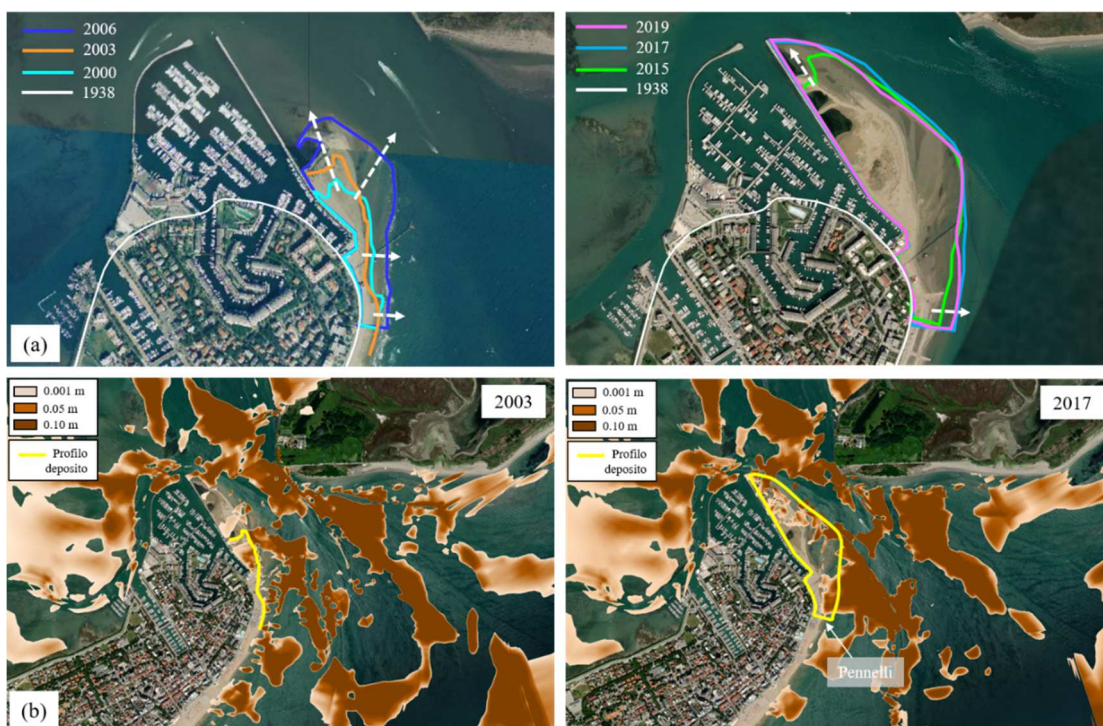 2006
2003
2000
1938
(a)
2019
2017
2015
1938
0.001 m
0.05 m
0.10 m
Profilo
deposito
2003
(b)
0.001 m
0.05 m
0.10 m
Profilo
deposito
2017
Pennelli